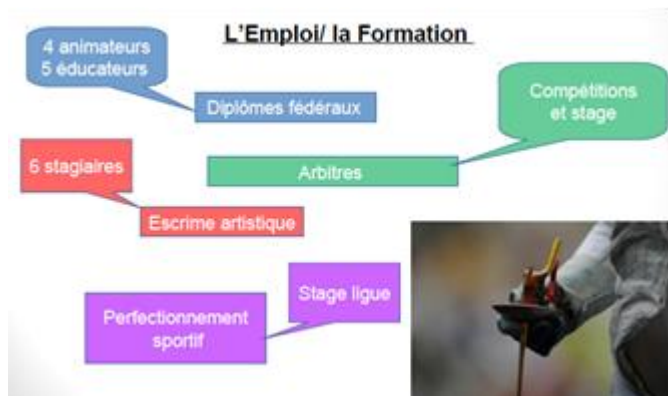 L'Emploi/ la Formation
4 animateurs
5 éducateurs
Diplômes fédéraux
Compétitions
et stage
Arbitres
6 stagiaires
Escrime artistique
Stage ligue
Perfectionnement
sportif